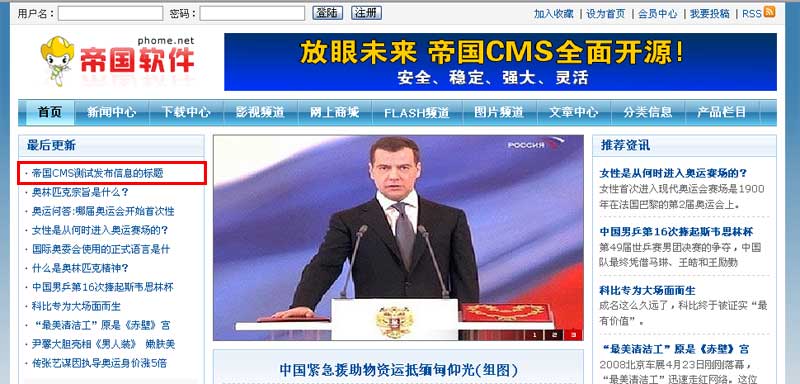 用户名： 密码： 登陆 注册 加入收藏 | 设为首页 | 会员中心 | 我要投稿 | RSS
phome.net
帝国软件
放眼未来 帝国CMS全面开源！
安全、稳定、强大、灵活
首页 新闻中心 下载中心 影视频道 网上商城 FLASH频道 图片频道 文章中心 分类信息 产品栏目
最后更新
· 帝国CMS测试发布信息的标题
· 奥林匹克宗旨是什么？
· 奥运问答:哪届奥运会开始首次性
· 女性是从何时进入奥运赛场的？
· 国际奥委会使用的正式语言是什
· 什么是奥林匹克精神？
· 中国男乒第16次捧起斯韦思林杯
· 科比专为大场面而生
· “最美清洁工”原是《赤壁》宫
· 尹馨大胆亮相《男人装》 嫩肤美
· 传张艺谋因执导奥运身价涨5倍
РОССИЯ
1 2 3
中国紧急援助物资运抵缅甸仰光(组图)
推荐资讯
女性是从何时进入奥运赛场的？
女性首次进入现代奥运会赛场是1900
年在法国巴黎的第2届奥运会上。
中国男乒第16次捧起斯韦思林杯
第49届世乒赛男团决赛的争夺，中国
队最终凭借马琳、王皓和王励勤
科比专为大场面而生
成名这么久远了，科比终于被证实“最
有价值”。
“最美清洁工”原是《赤壁》宫
2008北京车展4月23日刚刚落幕，
“最美清洁工”迅速走红网络。这位